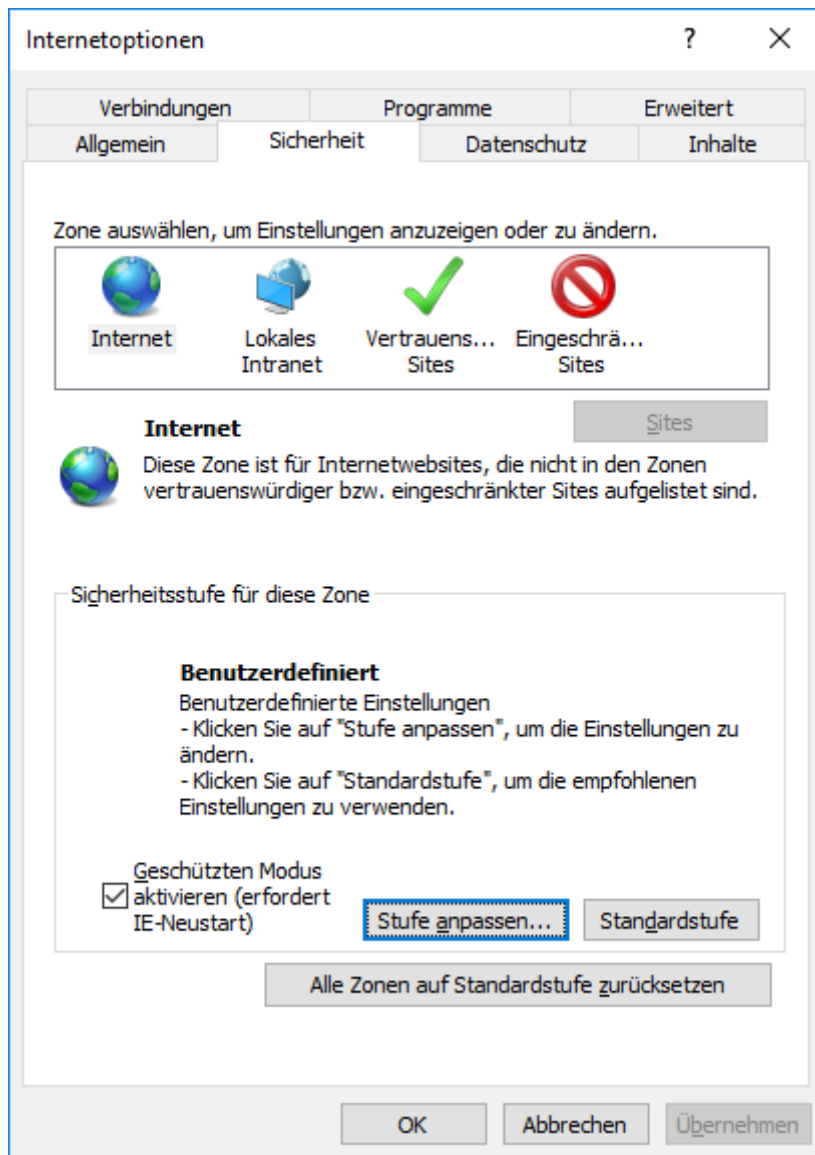 Internetoptionen ?
Verbindungen Programme Erweitert
Allgemein Sicherheit Datenschutz Inhalte
Zone auswählen, um Einstellungen anzuzeigen oder zu ändern.
Internet Lokales Vertrauens... Eingeschrä...
Intranet Sites Sites
Internet Sites
Diese Zone ist für Internetwebsites, die nicht in den Zonen
vertrauenswürdiger bzw. eingeschränkter Sites aufgelistet sind.
Sicherheitsstufe für diese Zone
Benutzerdefiniert
Benutzerdefinierte Einstellungen
- Klicken Sie auf "Stufe anpassen", um die Einstellungen zu
ändern.
- Klicken Sie auf "Standardstufe", um die empfohlenen
Einstellungen zu verwenden.
Geschützten Modus
aktivieren (erfordert
IE-Neustart)
Stufe anpassen... Standardstufe
Alle Zonen auf Standardstufe zurücksetzen
OK Abbrechen Übernehmen